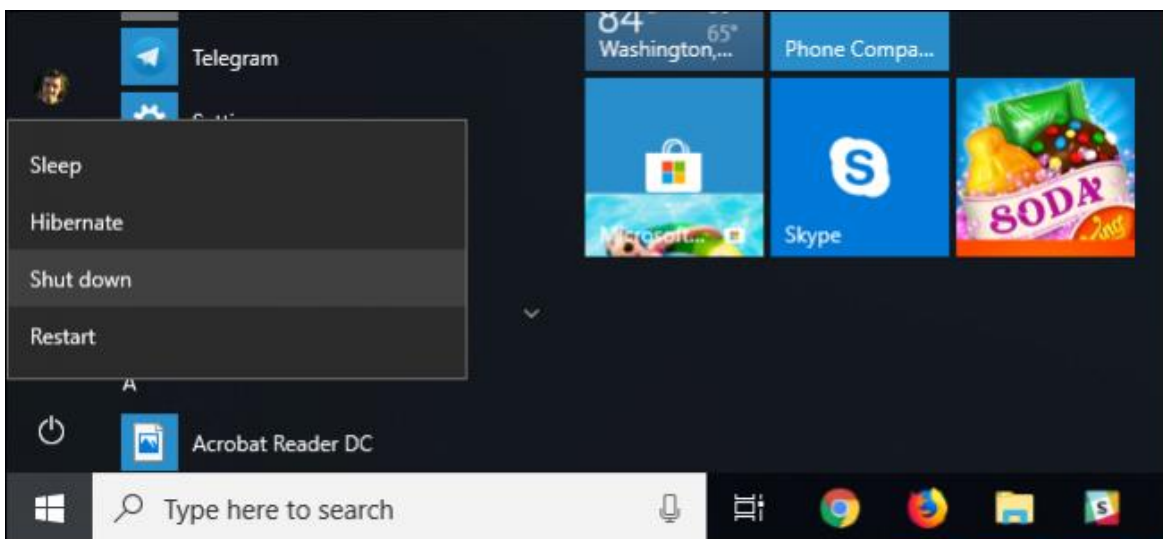 Telegram
Sleep
Hibernate
Shut down
Restart
A
Acrobat Reader DC
Type here to search
84°
65°
Washington,...
Phone Compa...
Microsoft...
S
Skype
SODA
S